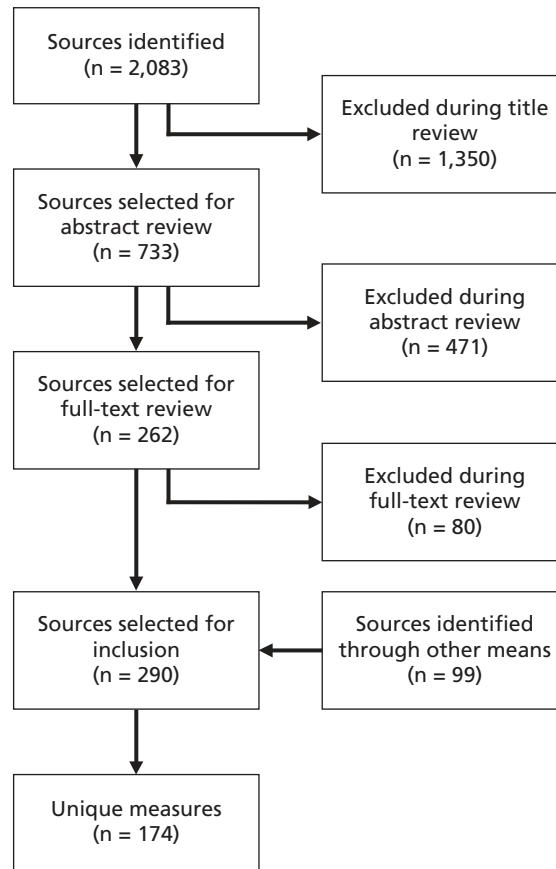 Sources identified
(n = 2,083)
Excluded during title
review
(n = 1,350)
Sources selected for
abstract review
(n = 733)
Excluded during
abstract review
(n = 471)
Sources selected for
full-text review
(n = 262)
Excluded during
full-text review
(n = 80)
Sources selected for
inclusion
(n = 290)
Sources identified
through other means
(n = 99)
Unique measures
(n = 174)